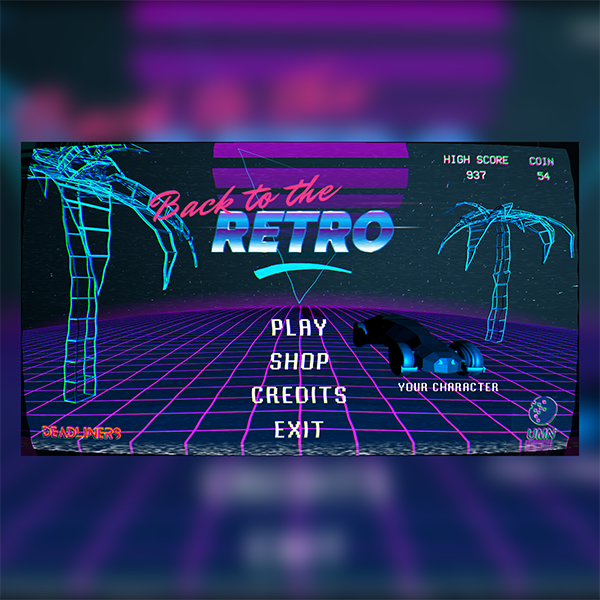 HIGH SCORE COIN
937 54
Back to the
RETRO
PLAY
SHOP
CREDITS
EXIT
YOUR CHARACTER
DEADLINERS
UMN